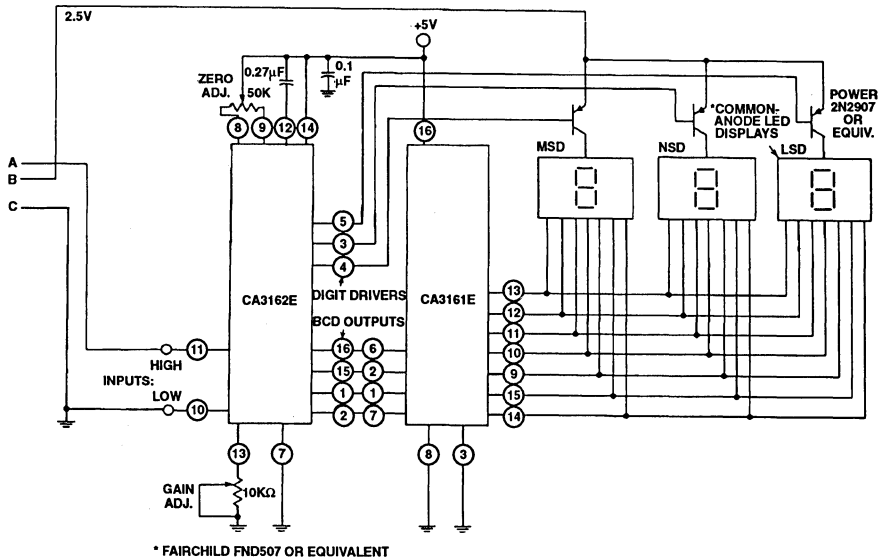 2.5V
+5V
0.27µF
0.1
µF
ZERO
ADJ.
50K
8
9
12
14
16
*COMMON-
ANODE LED
DISPLAYS
POWER
2N2907
OR
EQUIV.
MSD
NSD
LSD
A
B
C
5
3
4
DIGIT DRIVERS
BCD OUTPUTS
CA3162E
CA3161E
13
12
11
10
9
15
14
11
HIGH
INPUTS:
LOW
10
16
6
15
2
1
1
2
7
13
7
8
3
GAIN
ADJ.
10KΩ
* FAIRCHILD FND507 OR EQUIVALENT